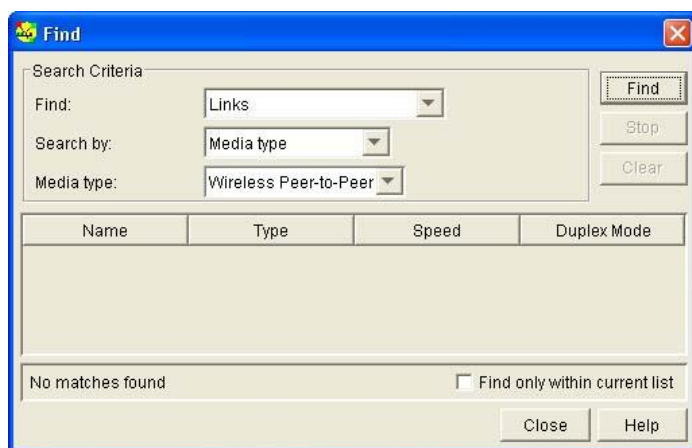 Find
Search Criteria
Find: Links
Search by: Media type
Media type: Wireless Peer-to-Peer
Find
Stop
Clear
Name Type Speed Duplex Mode
No matches found Find only within current list
Close Help